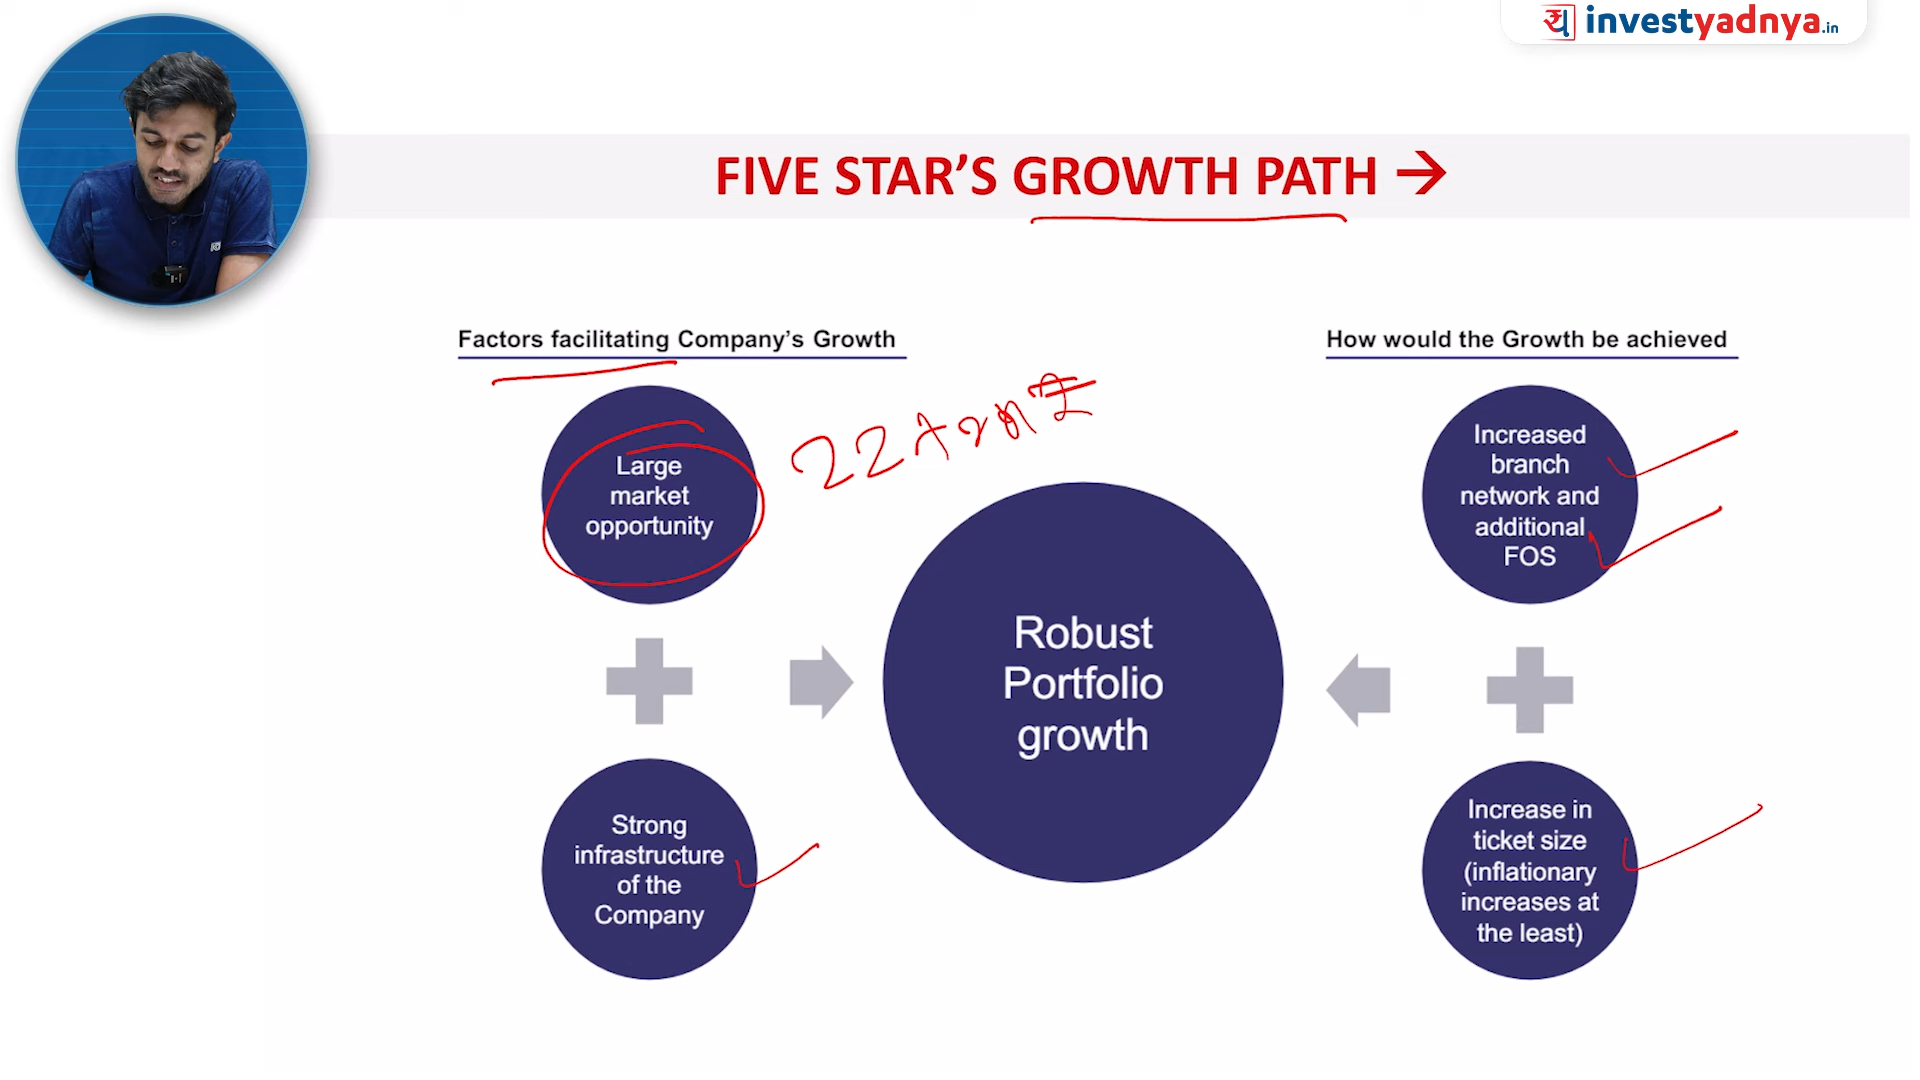 investyadnya.in
FIVE STAR’S GROWTH PATH →
Factors facilitating Company’s Growth
How would the Growth be achieved
22
Large
market
opportunity
Increased
branch
network and
additional
FOS
Robust
Portfolio
growth
Strong
infrastructure
of the
Company
Increase in
ticket size
(inflationary
increases at
the least)